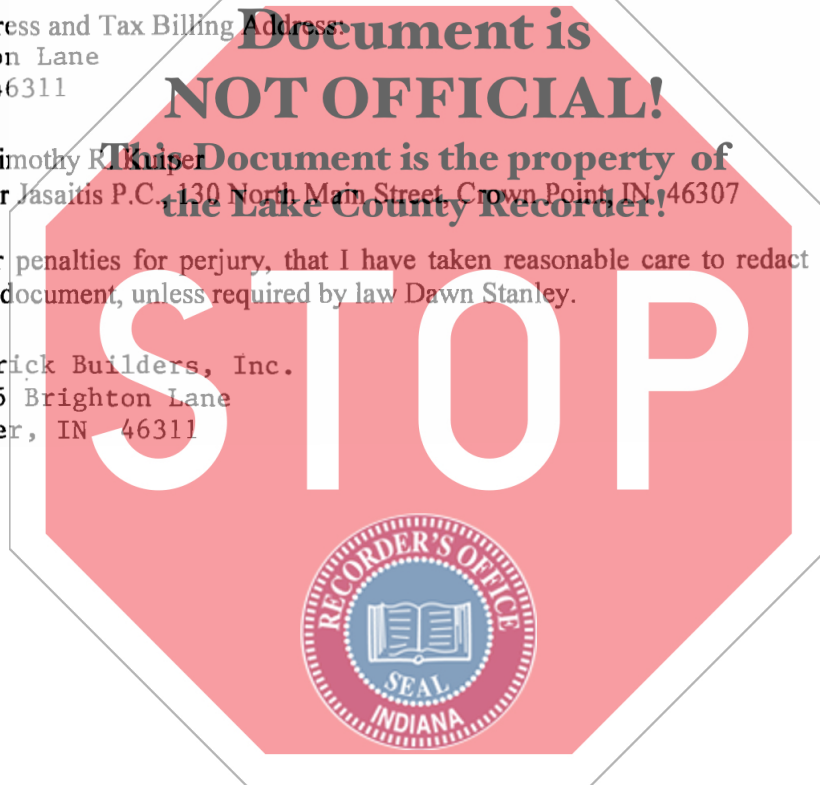 ress and Tax Billing Address:
Document is
on Lane
46311
NOT OFFICIAL!
imothy R. Kuiper
This Document is the property of
r Jasaitis P.C., 130 North Main Street, Crown Point, IN 46307
the Lake County Recorder!
r penalties for perjury, that I have taken reasonable care to redact
document, unless required by law Dawn Stanley.
STOP
rick Builders, Inc.
6 Brighton Lane
er, IN 46311
RECORDER'S OFFICE
SEAL
INDIANA